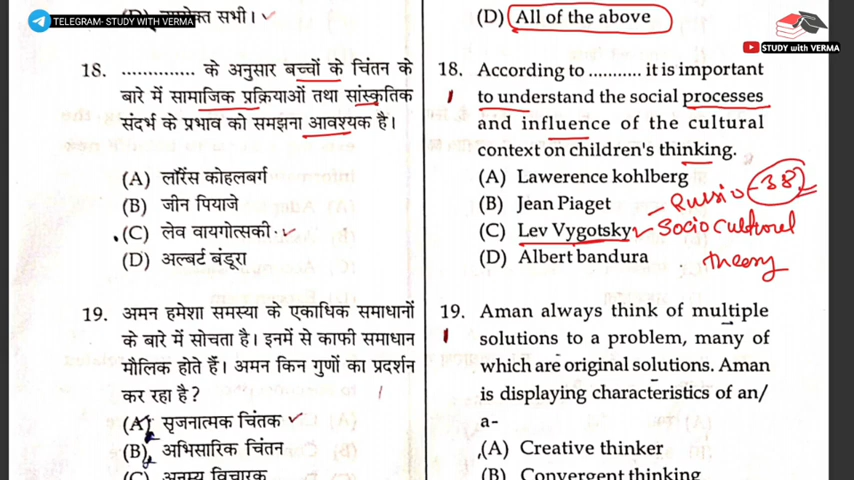 TELEGRAM- STUDY WITH VERMA
(D) उपरोक्त सभी।
18. .............. के अनुसार बच्चों के चिंतन के
बारे में सामाजिक प्रक्रियाओं तथा सांस्कृतिक
संदर्भ के प्रभाव को समझना आवश्यक है।
(A) लॉरेंस कोहलबर्ग
(B) जीन पियाजे
(C) लेव वायगोत्सकी
(D) अल्बर्ट बंडूरा
19. अमन हमेशा समस्या के एकाधिक समाधानों
के बारे में सोचता है। इनमें से काफी समाधान
मौलिक होते हैं। अमन किन गुणों का प्रदर्शन
कर रहा है?
(A) सृजनात्मक चिंतक
(B) अभिसारिक चिंतन
(C) अनम्य विचारक
(D) All of the above
STUDY with VERMA
18. According to ........... it is important
to understand the social processes
and influence of the cultural
context on children's thinking.
(A) Lawerence kohlberg
(B) Jean Piaget
(C) Lev Vygotsky
(D) Albert bandura
Russia - 38
Sociocultural
theory
19. Aman always think of multiple
solutions to a problem, many of
which are original solutions. Aman
is displaying characteristics of an/
a-
(A) Creative thinker
(B) Convergent thinking